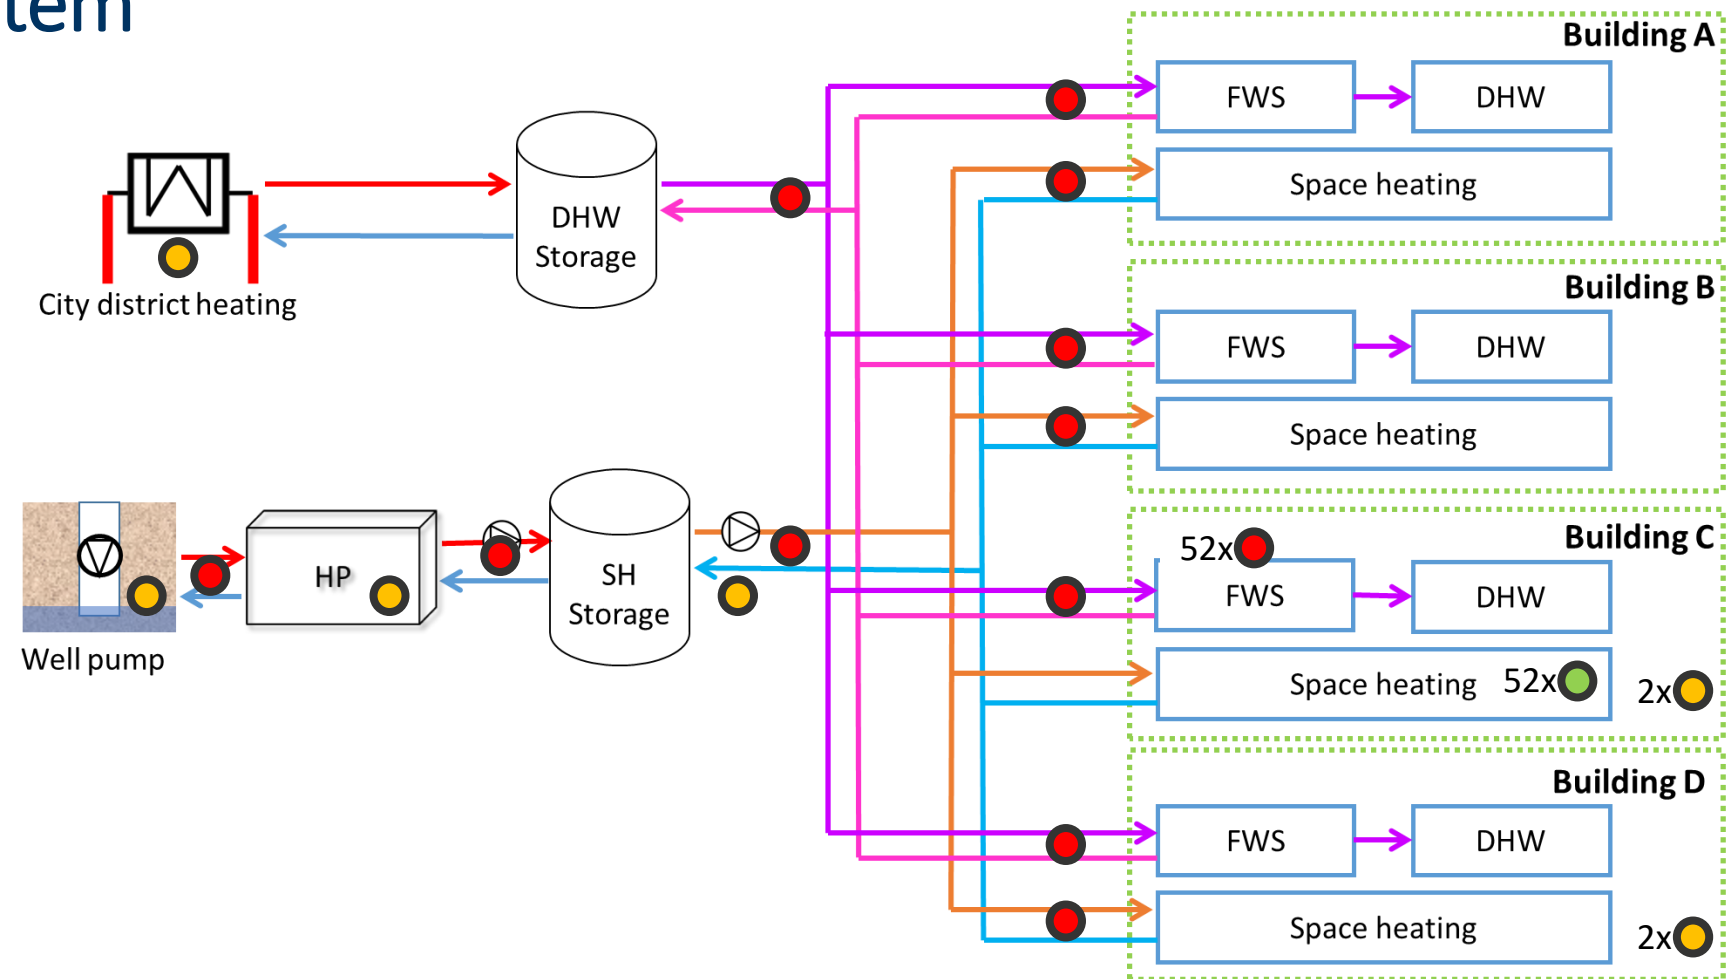 tem
Building A
FWS
DHW
Space heating
DHW
Storage
City district heating
Building B
FWS
DHW
Space heating
Building C
52x
FWS
DHW
Space heating
52x
2x
HP
SH
Storage
Well pump
Building D
FWS
DHW
Space heating
2x